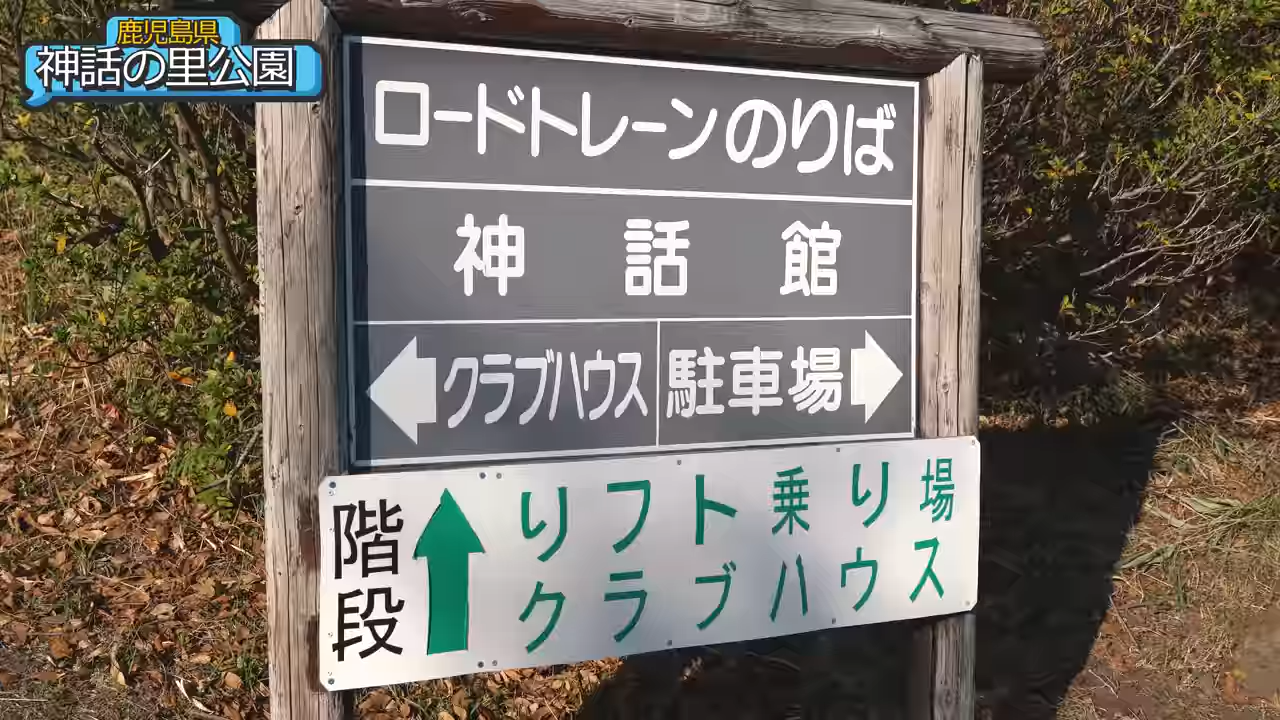 鹿児島県
神話の里公園
ロードトレーンのりば
神話館
クラブハウス 駐車場
階段
リフト乗り場
クラブハウス